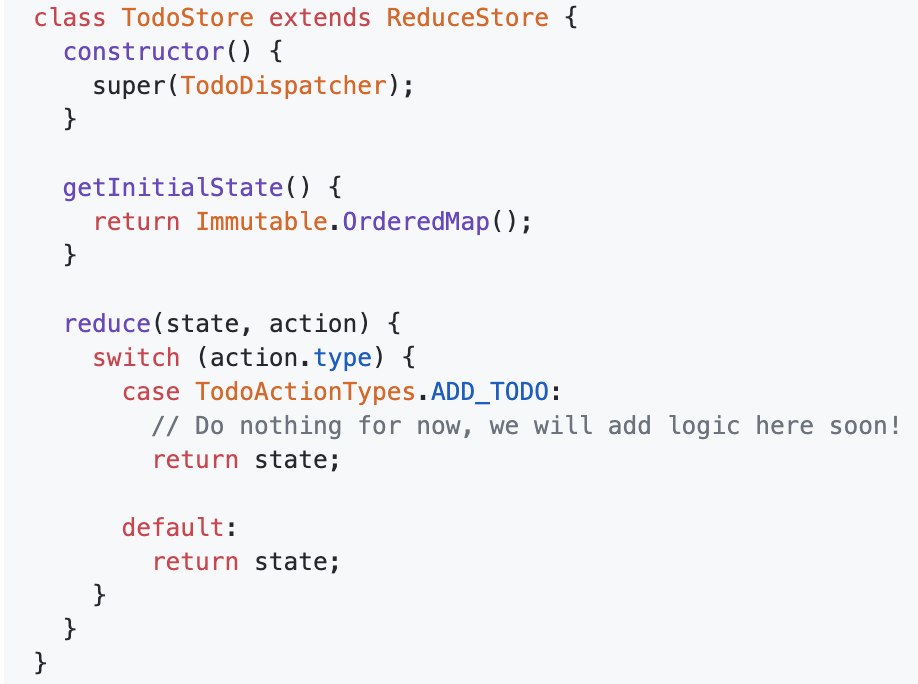 class TodoStore extends ReduceStore {
  constructor() {
    super(TodoDispatcher);
  }

  getInitialState() {
    return Immutable.OrderedMap();
  }

  reduce(state, action) {
    switch (action.type) {
      case TodoActionTypes.ADD_TODO:
        // Do nothing for now, we will add logic here soon!
        return state;

      default:
        return state;
    }
  }
}